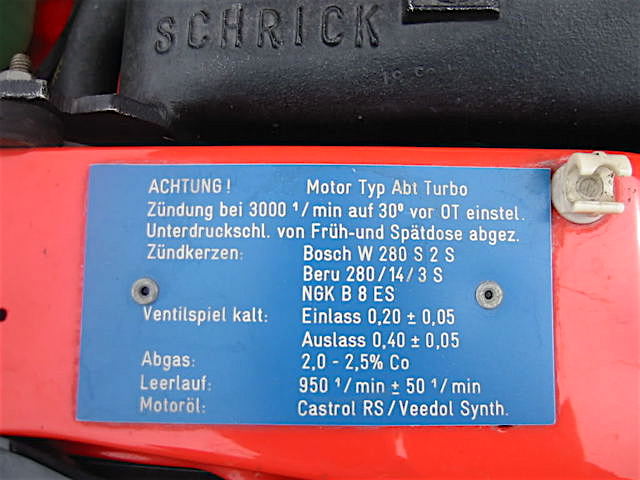 SCHRICK
ACHTUNG! Motor Typ Abt Turbo
Zündung bei 3000 1/min auf 30º vor OT einstel.
Unterdruckschl. von Früh-und Spätdose abgez.
Zündkerzen: Bosch W 280 S 2 S
Beru 280/14/3 S
NGK B 8 ES
Ventilspiel kalt: Einlass 0,20 ± 0,05
Auslass 0,40 ± 0,05
Abgas: 2,0 - 2,5% Co
Leerlauf: 950 1/min ± 50 1/min
Motoröl: Castrol RS/Veedol Synth.